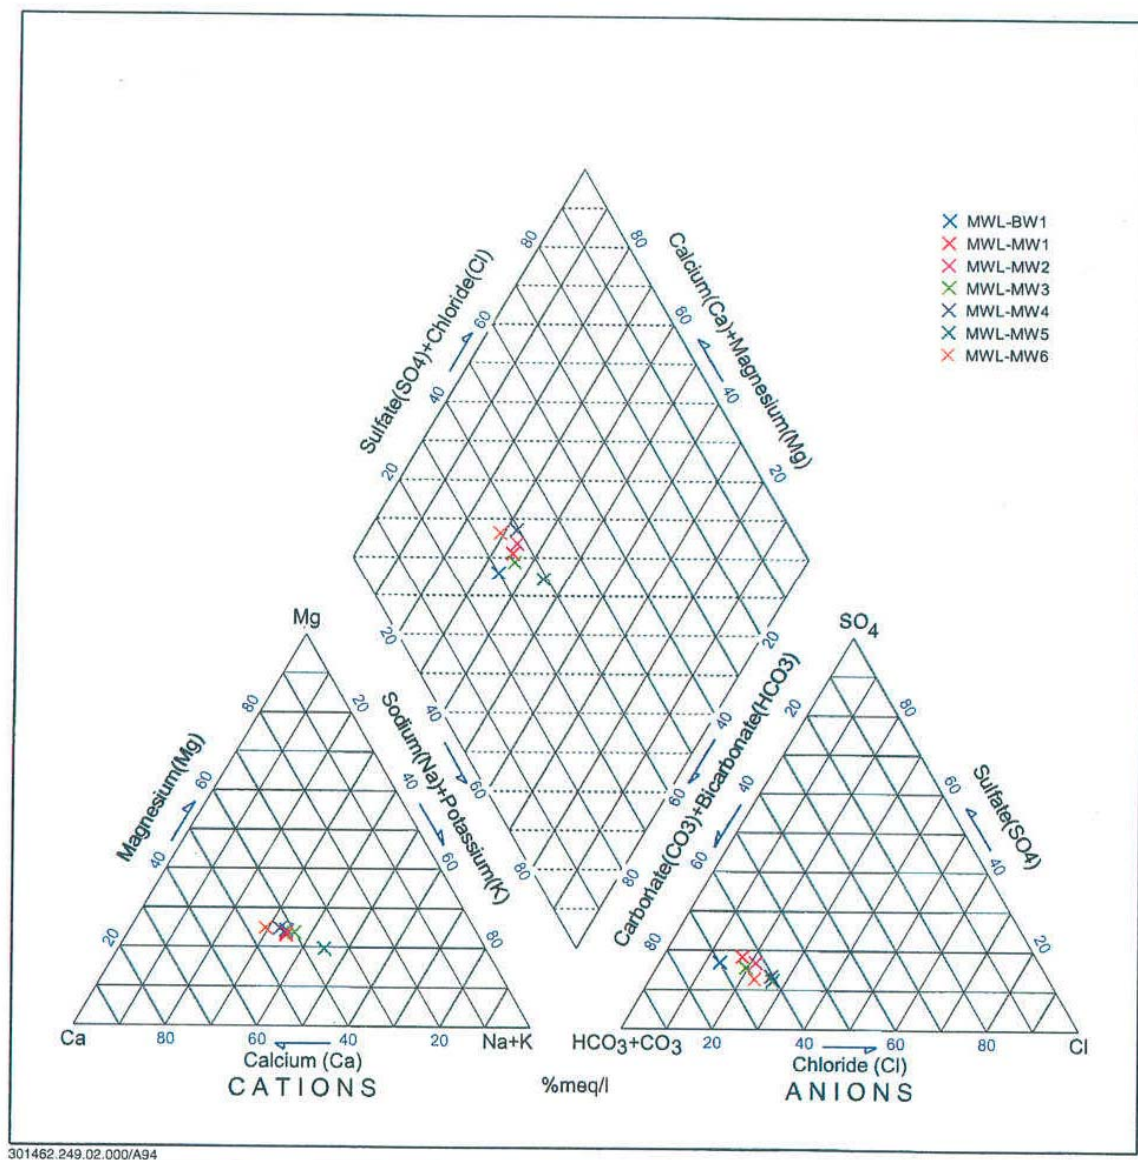 MWL-BW1
MWL-MW1
MWL-MW2
MWL-MW3
MWL-MW4
MWL-MW5
MWL-MW6
80
80
Sulfate(SO4)+Chloride(Cl)
Calcium(Ca)+Magnesium(Mg)
60
60
40
40
20
20
Mg
SO4
20
20
80
20
20
80
Sodium(Na)+Potassium(K)
Carbonate(CO3)+Bicarbonate(HCO3)
40
40
Magnesium(Mg)
Sulfate(SO4)
60
40
60
60
40
60
40
60
80
80
60
40
20
80
80
20
Ca
80
60
40
20
Na+K
HCO3+CO3
20
40
60
80
Cl
Calcium (Ca)
Chloride (Cl)
CATIONS
%meq/l
ANIONS
301462.249.02.000/A94